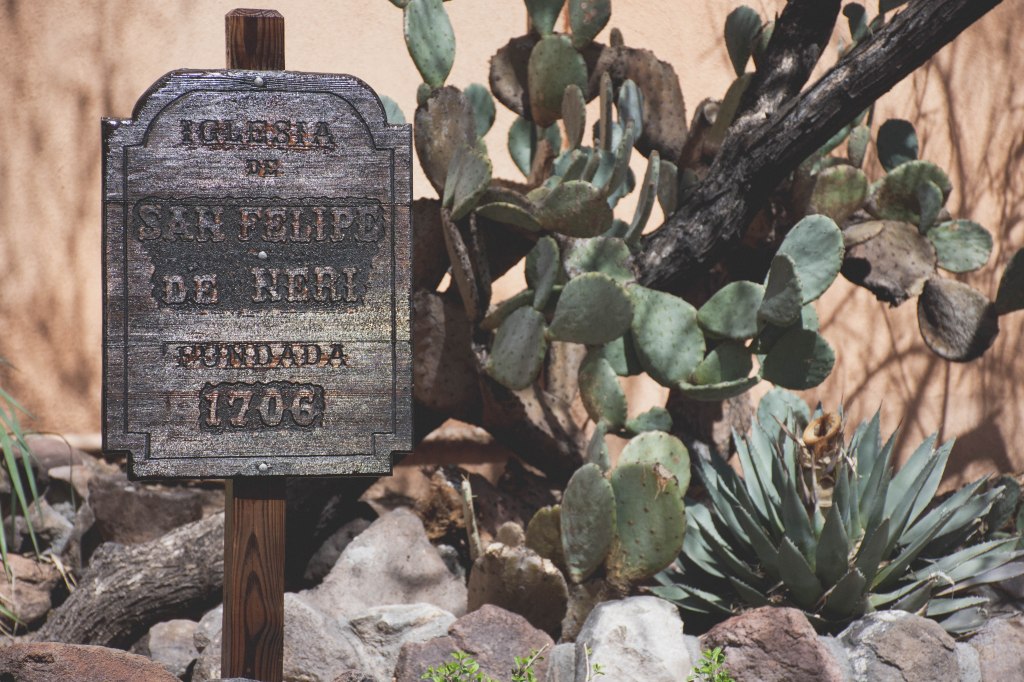 IGLESIA
DE
SAN FELIPE
DE NERI
FUNDADA
1706